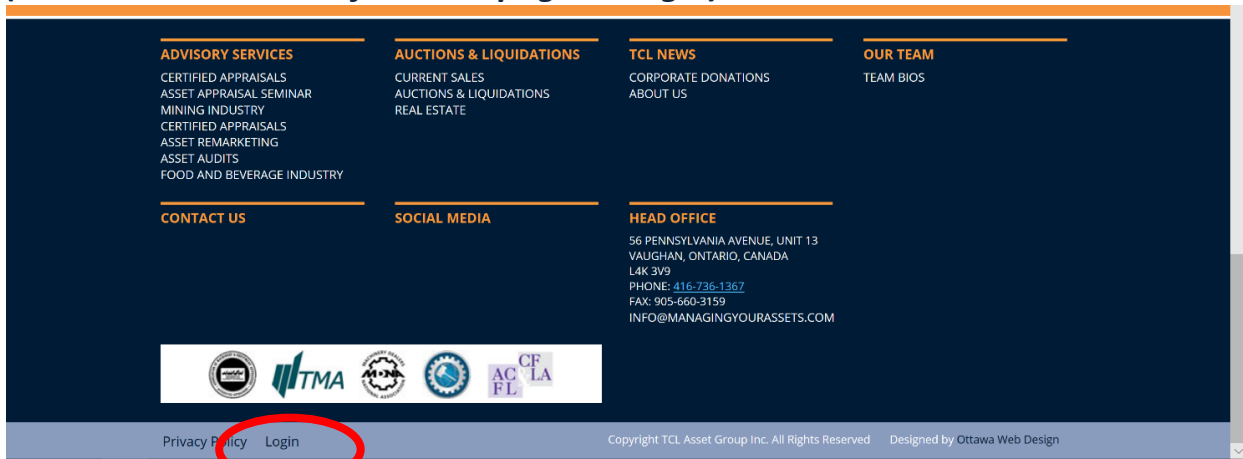 ADVISORY SERVICES
CERTIFIED APPRAISALS
ASSET APPRAISAL SEMINAR
MINING INDUSTRY
CERTIFIED APPRAISALS
ASSET REMARKETING
ASSET AUDITS
FOOD AND BEVERAGE INDUSTRY
AUCTIONS & LIQUIDATIONS
CURRENT SALES
AUCTIONS & LIQUIDATIONS
REAL ESTATE
TCL NEWS
CORPORATE DONATIONS
ABOUT US
OUR TEAM
TEAM BIOS
CONTACT US
SOCIAL MEDIA
HEAD OFFICE
56 PENNSYLVANIA AVENUE, UNIT 13
VAUGHAN, ONTARIO, CANADA
L4K 3V9
PHONE: 416-736-1367
FAX: 905-660-3159
INFO@MANAGINGYOURASSETS.COM
TMA
CF
AC LA
FL
Privacy Policy Login
Copyright TCL Asset Group Inc. All Rights Reserved Designed by Ottawa Web Design